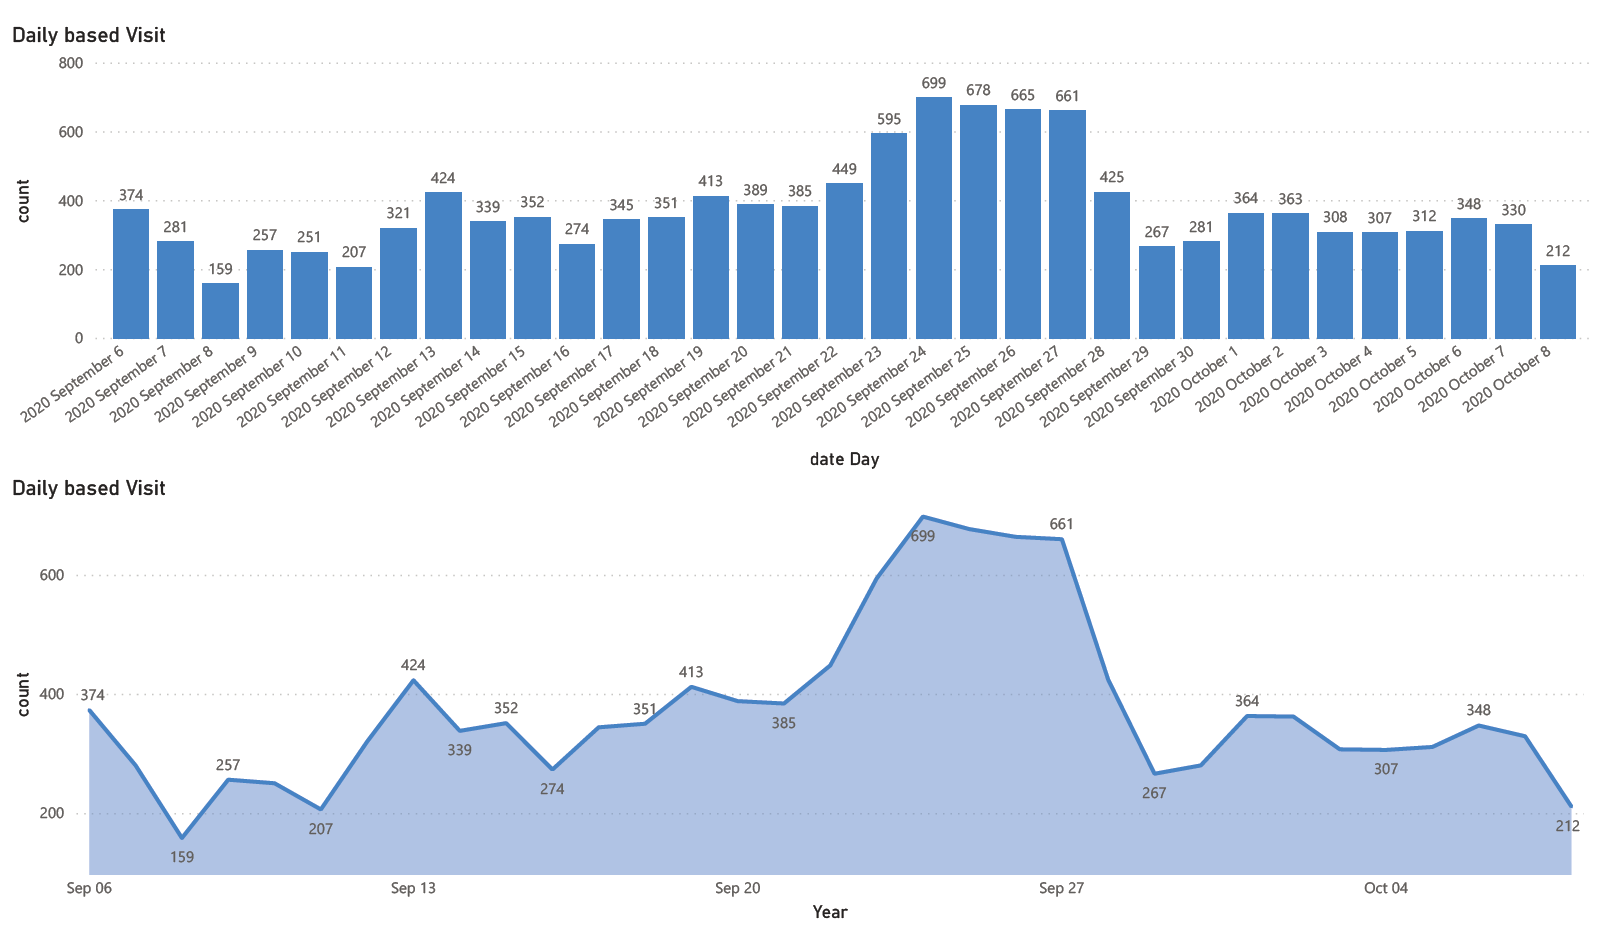 Daily based Visit
800
600
400
200
0
count
374
281
159
257
251
207
321
424
339
352
274
345
351
413
389
385
449
595
699
678
665
661
425
267
281
364
363
308
307
312
348
330
212
2020 September 6
2020 September 7
2020 September 8
2020 September 9
2020 September 10
2020 September 11
2020 September 12
2020 September 13
2020 September 14
2020 September 15
2020 September 16
2020 September 17
2020 September 18
2020 September 19
2020 September 20
2020 September 21
2020 September 22
2020 September 23
2020 September 24
2020 September 25
2020 September 26
2020 September 27
2020 September 28
2020 September 29
2020 September 30
2020 October 1
2020 October 2
2020 October 3
2020 October 4
2020 October 5
2020 October 6
2020 October 7
2020 October 8
date Day
Daily based Visit
600
400
200
count
374
159
257
207
424
339
352
274
351
413
385
699
661
267
364
307
348
212
Sep 06
Sep 13
Sep 20
Sep 27
Oct 04
Year